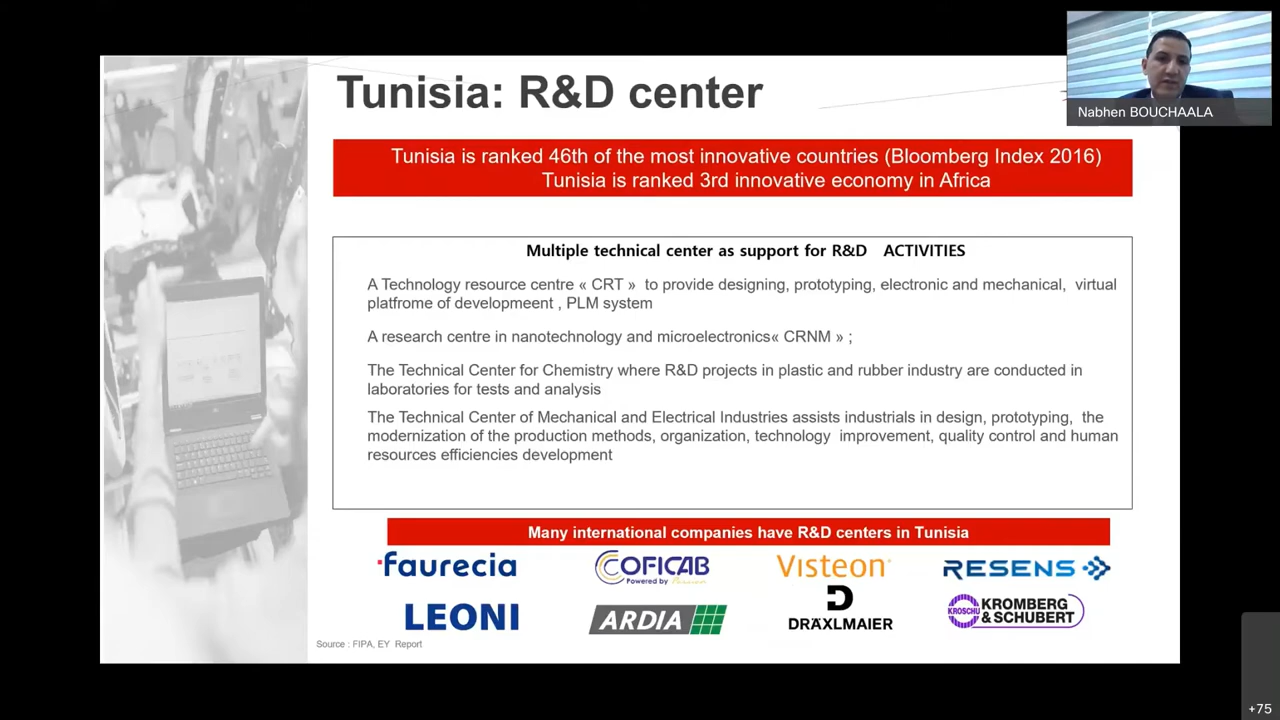 Tunisia: R&D center
Nabhen BOUCHAALA
Tunisia is ranked 46th of the most innovative countries (Bloomberg Index 2016)
Tunisia is ranked 3rd innovative economy in Africa
Multiple technical center as support for R&D ACTIVITIES
A Technology resource centre « CRT » to provide designing, prototyping, electronic and mechanical, virtual
platfrome of developmeent , PLM system
A research centre in nanotechnology and microelectronics« CRNM » ;
The Technical Center for Chemistry where R&D projects in plastic and rubber industry are conducted in
laboratories for tests and analysis
The Technical Center of Mechanical and Electrical Industries assists industrials in design, prototyping, the
modernization of the production methods, organization, technology improvement, quality control and human
resources efficiencies development
Many international companies have R&D centers in Tunisia
faurecia
COFICAB
Powered by
Visteon
RESENS
LEONI
ARDIA
D
DRÄXLMAIER
KROSCHU
KROMBERG
& SCHUBERT
Source : FIPA, EY Report
+75